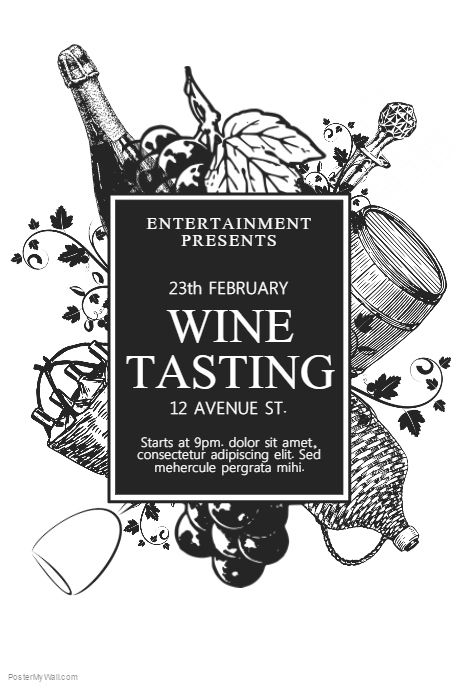 ENTERTAINMENT
PRESENTS
23th FEBRUARY
WINE
TASTING
12 AVENUE ST.
Starts at 9pm. dolor sit amet,
consectetur adipiscing elit. Sed
mehercule pergrata mihi.
PosterMyWall.com